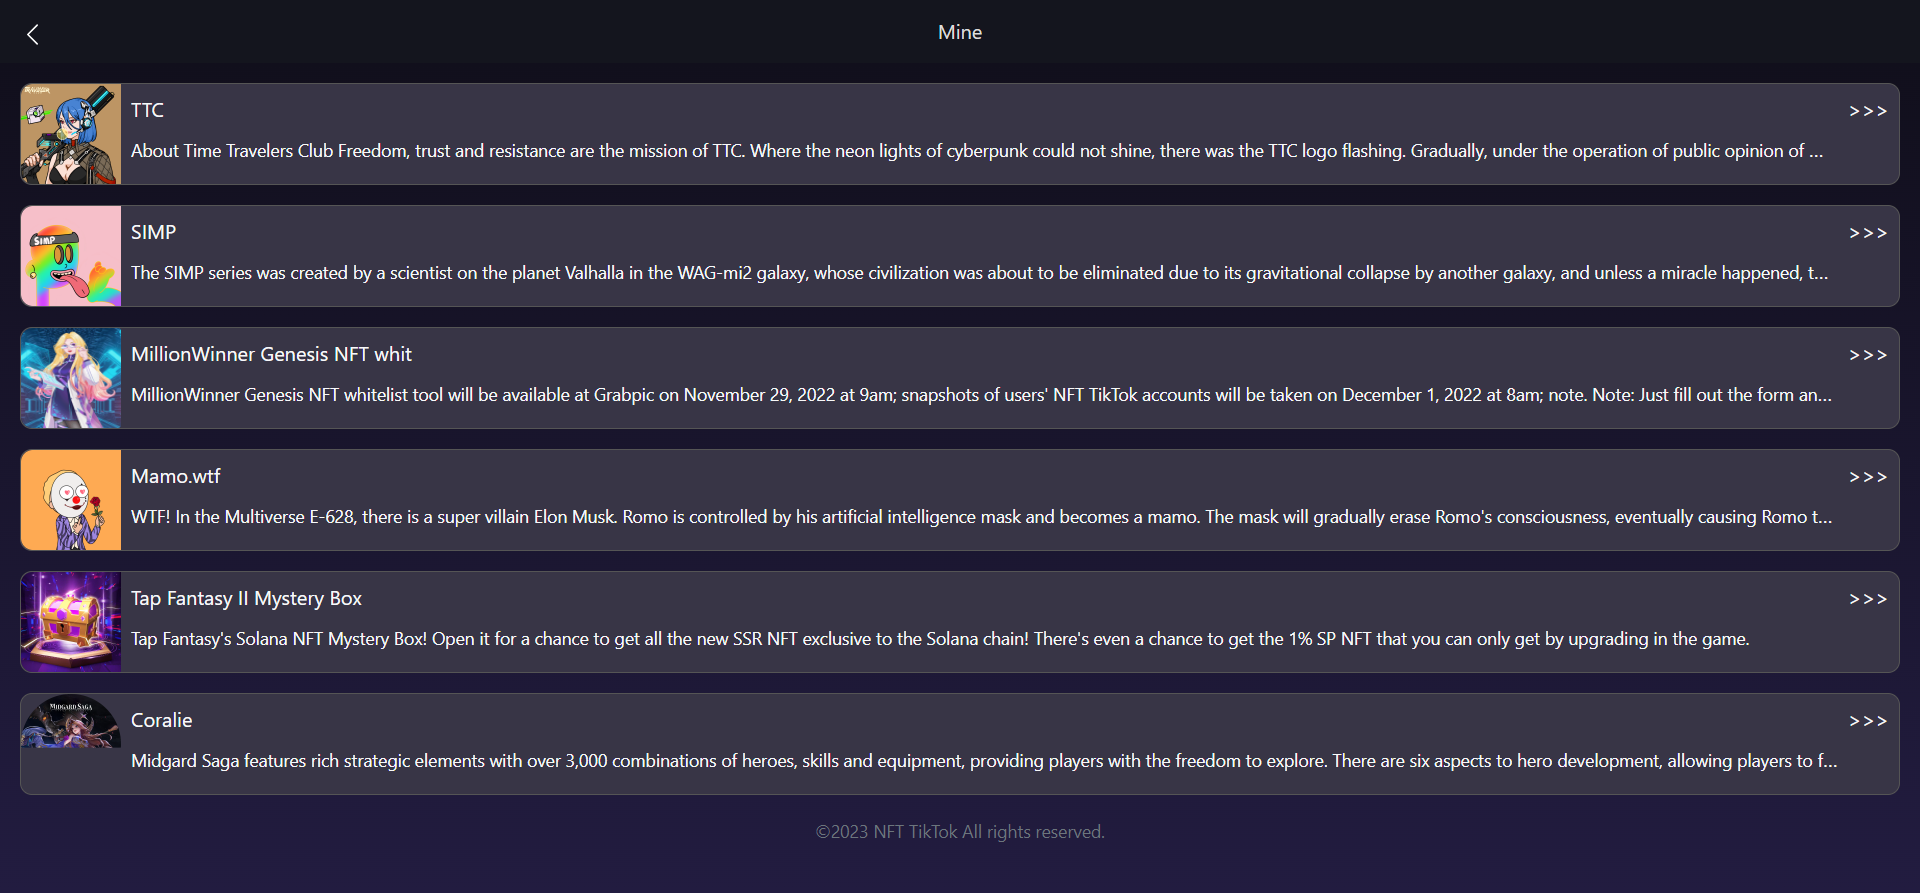 Mine
TTC
>>>
About Time Travelers Club Freedom, trust and resistance are the mission of TTC. Where the neon lights of cyberpunk could not shine, there was the TTC logo flashing. Gradually, under the operation of public opinion of ...
SIMP
SIMP
>>>
The SIMP series was created by a scientist on the planet Valhalla in the WAG-mi2 galaxy, whose civilization was about to be eliminated due to its gravitational collapse by another galaxy, and unless a miracle happened, t...
MillionWinner Genesis NFT whit
>>>
MillionWinner Genesis NFT whitelist tool will be available at Grabpic on November 29, 2022 at 9am; snapshots of users' NFT TikTok accounts will be taken on December 1, 2022 at 8am; note. Note: Just fill out the form an...
Mamo.wtf
>>>
WTF! In the Multiverse E-628, there is a super villain Elon Musk. Romo is controlled by his artificial intelligence mask and becomes a mamo. The mask will gradually erase Romo's consciousness, eventually causing Romo t...
Tap Fantasy II Mystery Box
>>>
Tap Fantasy's Solana NFT Mystery Box! Open it for a chance to get all the new SSR NFT exclusive to the Solana chain! There's even a chance to get the 1% SP NFT that you can only get by upgrading in the game.
MIDGARD SAGA
Coralie
>>>
Midgard Saga features rich strategic elements with over 3,000 combinations of heroes, skills and equipment, providing players with the freedom to explore. There are six aspects to hero development, allowing players to f...
©2023 NFT TikTok All rights reserved.